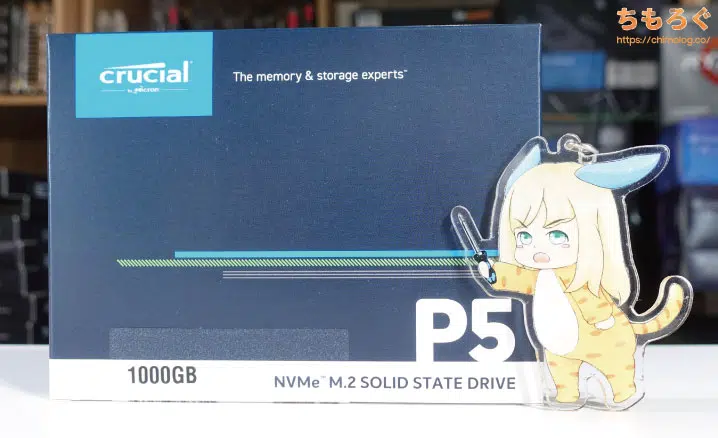 ちもろぐ
https://chimolog.co/
crucial
by micron
The memory & storage experts™
P5
1000GB
NVMe™ M.2 SOLID STATE DRIVE